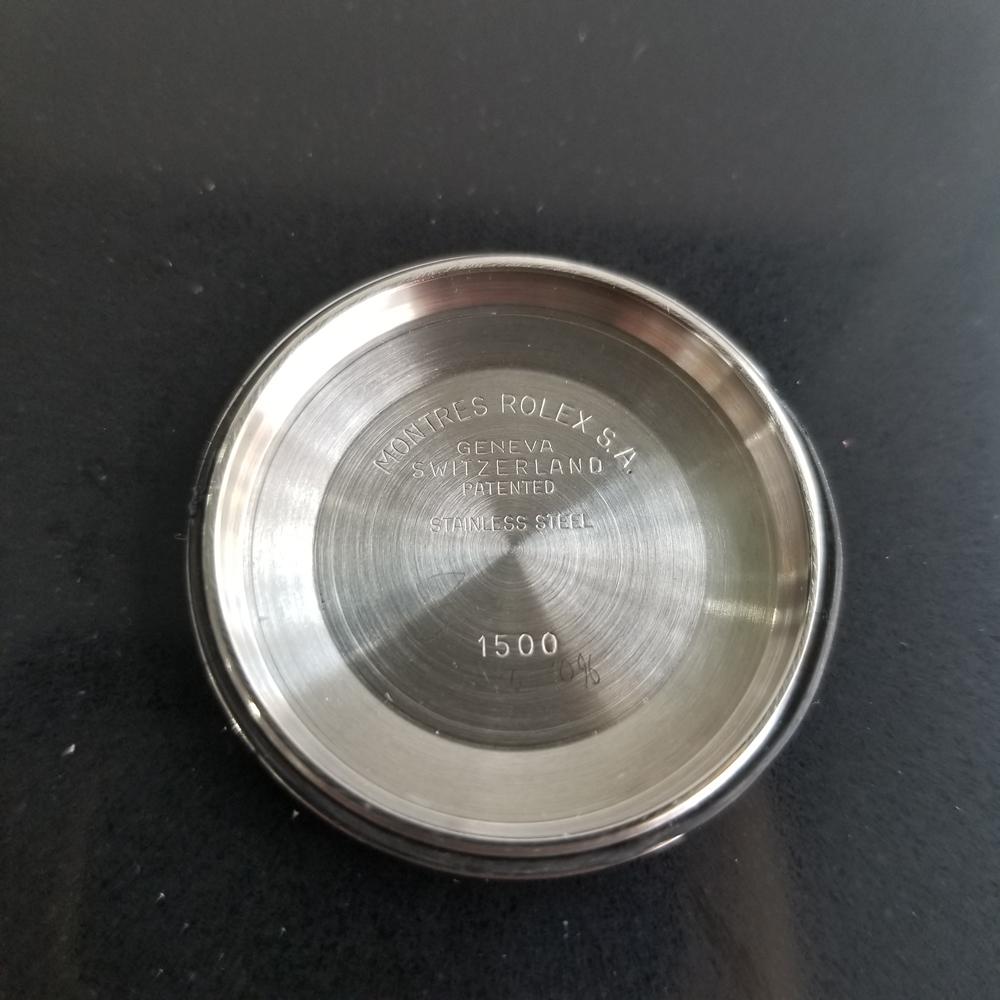 MONTRES ROLEX S.A.
GENEVA
SWITZERLAND
PATENTED
STAINLESS STEEL
1500